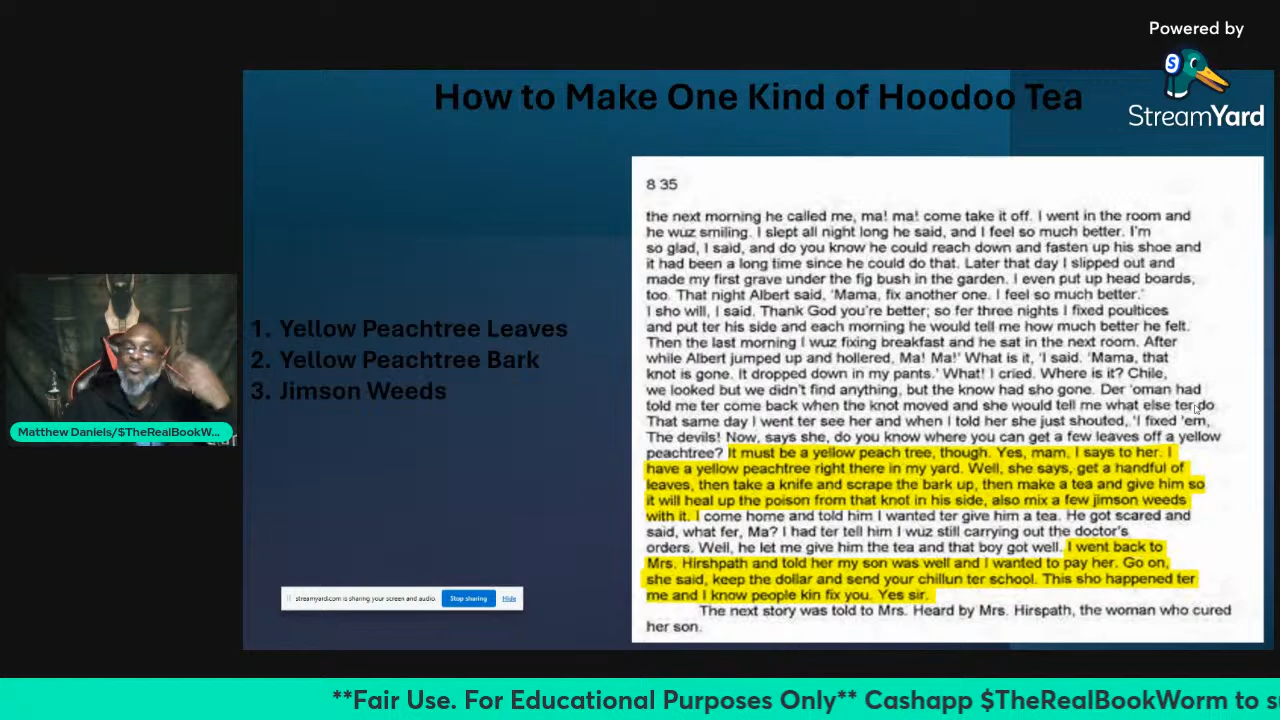 Powered by
StreamYard
How to Make One Kind of Hoodoo Tea
1. Yellow Peachtree Leaves
2. Yellow Peachtree Bark
3. Jimson Weeds
8 35
the next morning he called me, ma! ma! come take it off. I went in the room and
he wuz smiling. I slept all night long he said, and I feel so much better. I'm
so glad, I said, and do you know he could reach down and fasten up his shoe and
it had been a long time since he could do that. Later that day I slipped out and
made my first grave under the fig bush in the garden. I even put up head boards,
too. That night Albert said, 'Mama, fix another one. I feel so much better.'
I sho will, I said. Thank God you're better; so fer three nights I fixed poultices
and put ter his side and each morning he would tell me how much better he felt.
Then the last morning I wuz fixing breakfast and he sat in the next room. After
while Albert jumped up and hollered, Ma! Ma!' What is it, 'I said. 'Mama, that
knot is gone. It dropped down in my pants.' What! I cried. Where is it? Chile,
we looked but we didn't find anything, but the know had sho gone. Der 'oman had
told me ter come back when the knot moved and she would tell me what else ter do
That same day I went ter see her and when I told her she just shouted, 'I fixed 'em,
The devils! Now, says she, do you know where you can get a few leaves off a yellow
peachtree? It must be a yellow peach tree, though. Yes, mam, I says to her. I
have a yellow peachtree right there in my yard. Well, she says, get a handful of
leaves, then take a knife and scrape the bark up, then make a tea and give him so
it will heal up the poison from that knot in his side, also mix a few jimson weeds
with it. I come home and told him I wanted ter give him a tea. He got scared and
said, what fer, Ma? I had ter tell him I wuz still carrying out the doctor's
orders. Well, he let me give him the tea and that boy got well. I went back to
Mrs. Hirshpath and told her my son was well and I wanted to pay her. Go on,
she said, keep the dollar and send your chillun ter school. This sho happened ter
me and I know people kin fix you. Yes sir.
The next story was told to Mrs. Heard by Mrs. Hirspath, the woman who cured
her son.
Matthew Daniels/$TheRealBookW...
streamyard.com is sharing your screen and audio.
Stop sharing
Hide
**Fair Use. For Educational Purposes Only** Cashapp $TheRealBookWorm to s